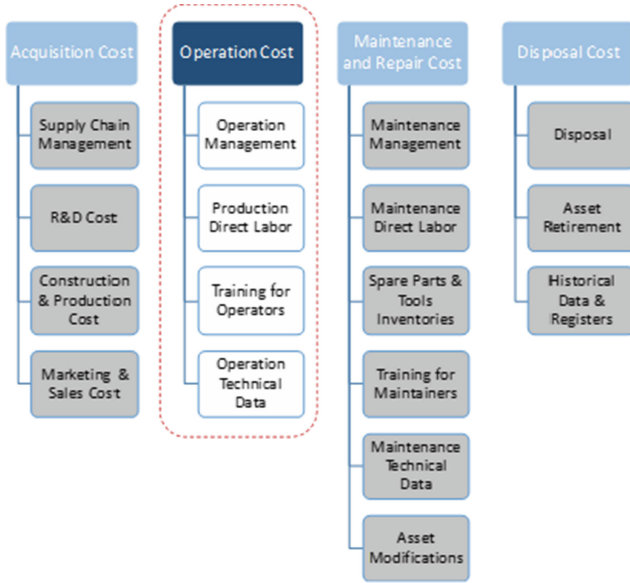 Acquisition Cost
Supply Chain
Management
R&D Cost
Construction
& Production
Cost
Marketing &
Sales Cost
Operation Cost
Operation
Management
Production
Direct Labor
Training for
Operators
Operation
Technical
Data
Maintenance
and Repair Cost
Maintenance
Management
Maintenance
Direct Labor
Spare Parts &
Tools
Inventories
Training for
Maintainers
Maintenance
Technical
Data
Asset
Modifications
Disposal Cost
Disposal
Asset
Retirement
Historical
Data &
Registers